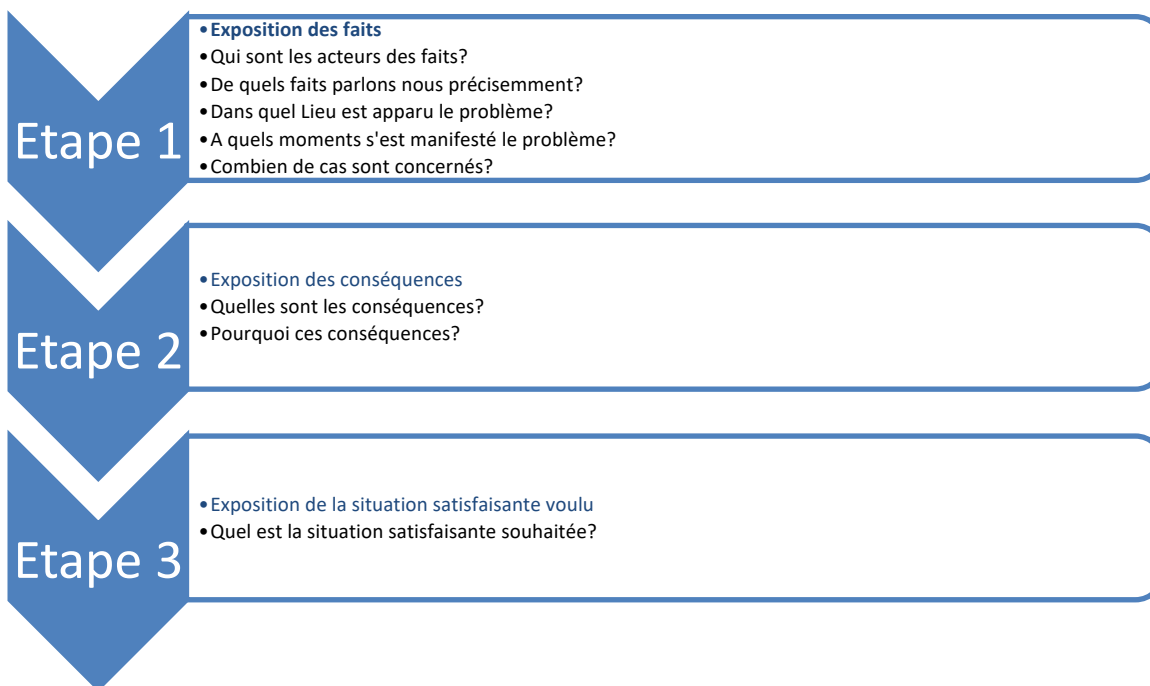 Etape 1
•Exposition des faits
•Qui sont les acteurs des faits?
•De quels faits parlons nous précisemment?
•Dans quel Lieu est apparu le problème?
•A quels moments s'est manifesté le problème?
•Combien de cas sont concernés?
Etape 2
•Exposition des conséquences
•Quelles sont les conséquences?
•Pourquoi ces conséquences?
Etape 3
•Exposition de la situation satisfaisante voulu
•Quel est la situation satisfaisante souhaitée?